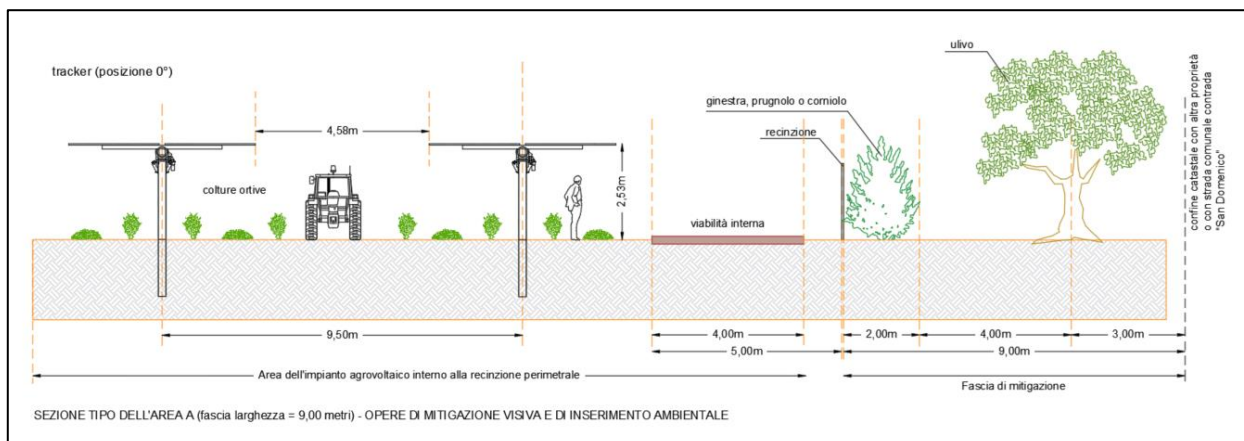 ulivo
tracker (posizione 0°)
ginestra, prugnolo o corniolo
recinzione
4,58m
colture ortive
2,53m
viabilità interna
confine catastale con altra proprietà
o con strada comunale contrada
"San Domenico"
9,50m
4,00m
2,00m
4,00m
3,00m
5,00m
9,00m
Area dell'impianto agrovoltaico interno alla recinzione perimetrale
Fascia di mitigazione
SEZIONE TIPO DELL'AREA A (fascia larghezza = 9,00 metri) - OPERE DI MITIGAZIONE VISIVA E DI INSERIMENTO AMBIENTALE